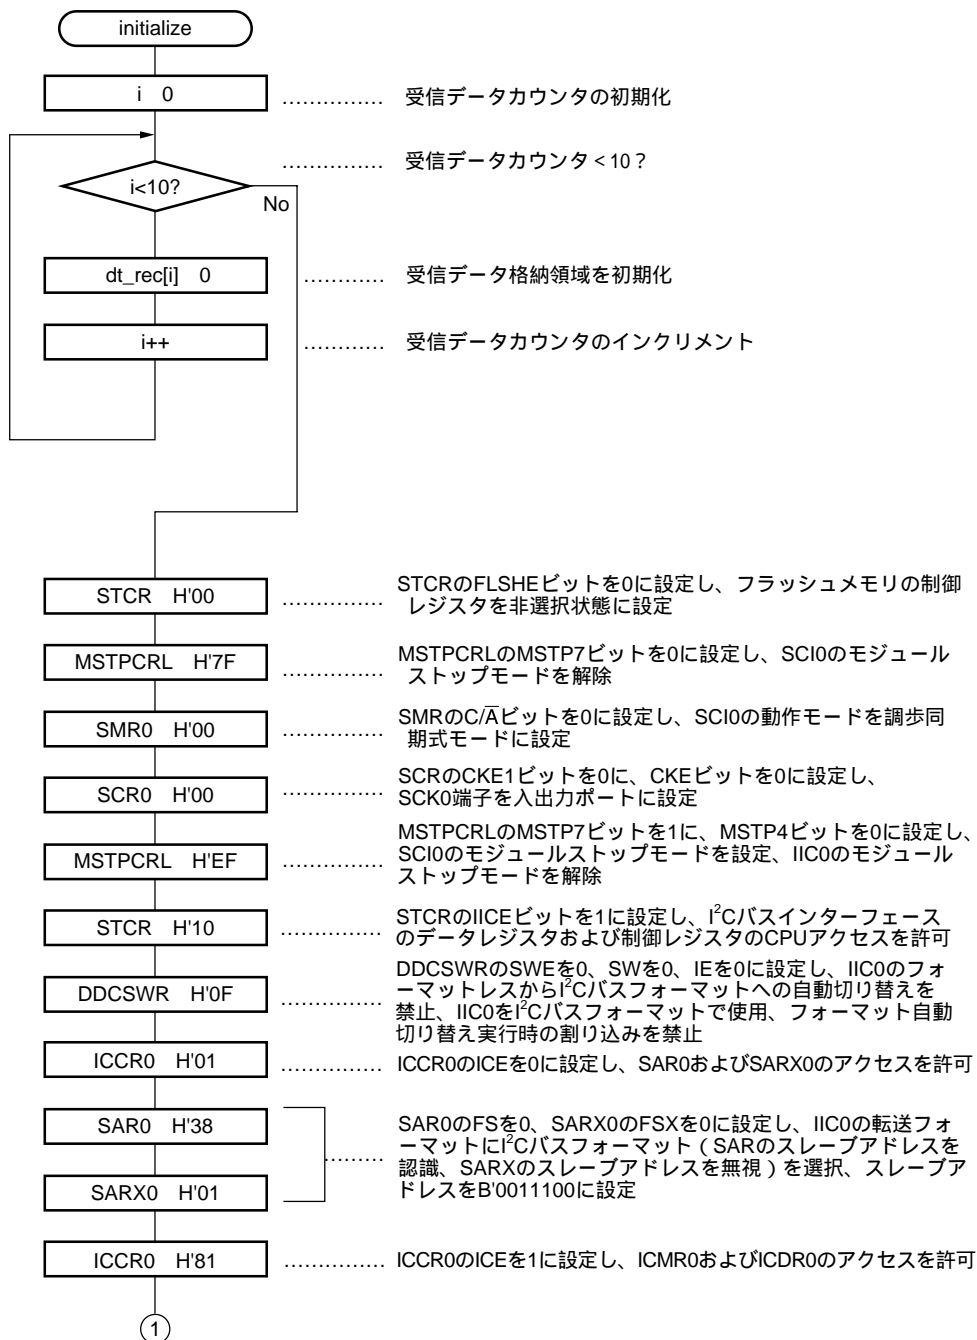 initialize
i 0
............... 受信データカウンタの初期化
............... 受信データカウンタ < 10 ?
i<10?
No
dt_rec[i] 0
............ 受信データ格納領域を初期化
i++
............ 受信データカウンタのインクリメント
STCR H'00
............... STCRのFLSHEビットを0に設定し、フラッシュメモリの制御
レジスタを非選択状態に設定
MSTPCRL H'7F
............... MSTPCRLのMSTP7ビットを0に設定し、SCI0のモジュール
ストップモードを解除
SMR0 H'00
............... SMRのC/A̅ビットを0に設定し、SCI0の動作モードを調歩同
期式モードに設定
SCR0 H'00
............... SCRのCKE1ビットを0に、CKEビットを0に設定し、
SCK0端子を入出力ポートに設定
MSTPCRL H'EF
............... MSTPCRLのMSTP7ビットを1に、MSTP4ビットを0に設定し、
SCI0のモジュールストップモードを設定、IIC0のモジュール
ストップモードを解除
STCR H'10
............... STCRのIICEビットを1に設定し、I²Cバスインターフェース
のデータレジスタおよび制御レジスタのCPUアクセスを許可
DDCSWR H'0F
............... DDCSWRのSWEを0、SWを0、IEを0に設定し、IIC0のフォ
ーマットレスからI²Cバスフォーマットへの自動切り替えを
禁止、IIC0をI²Cバスフォーマットで使用、フォーマット自動
切り替え実行時の割り込みを禁止
ICCR0 H'01
............... ICCR0のICEを0に設定し、SAR0およびSARX0のアクセスを許可
SAR0 H'38
SARX0 H'01
......... SAR0のFSを0、SARX0のFSXを0に設定し、IIC0の転送フォ
ーマットにI²Cバスフォーマット ( SARのスレーブアドレスを
認識、SARXのスレーブアドレスを無視 ) を選択、スレーブア
ドレスをB'0011100に設定
ICCR0 H'81
............... ICCR0のICEを1に設定し、ICMR0およびICDR0のアクセスを許可
1